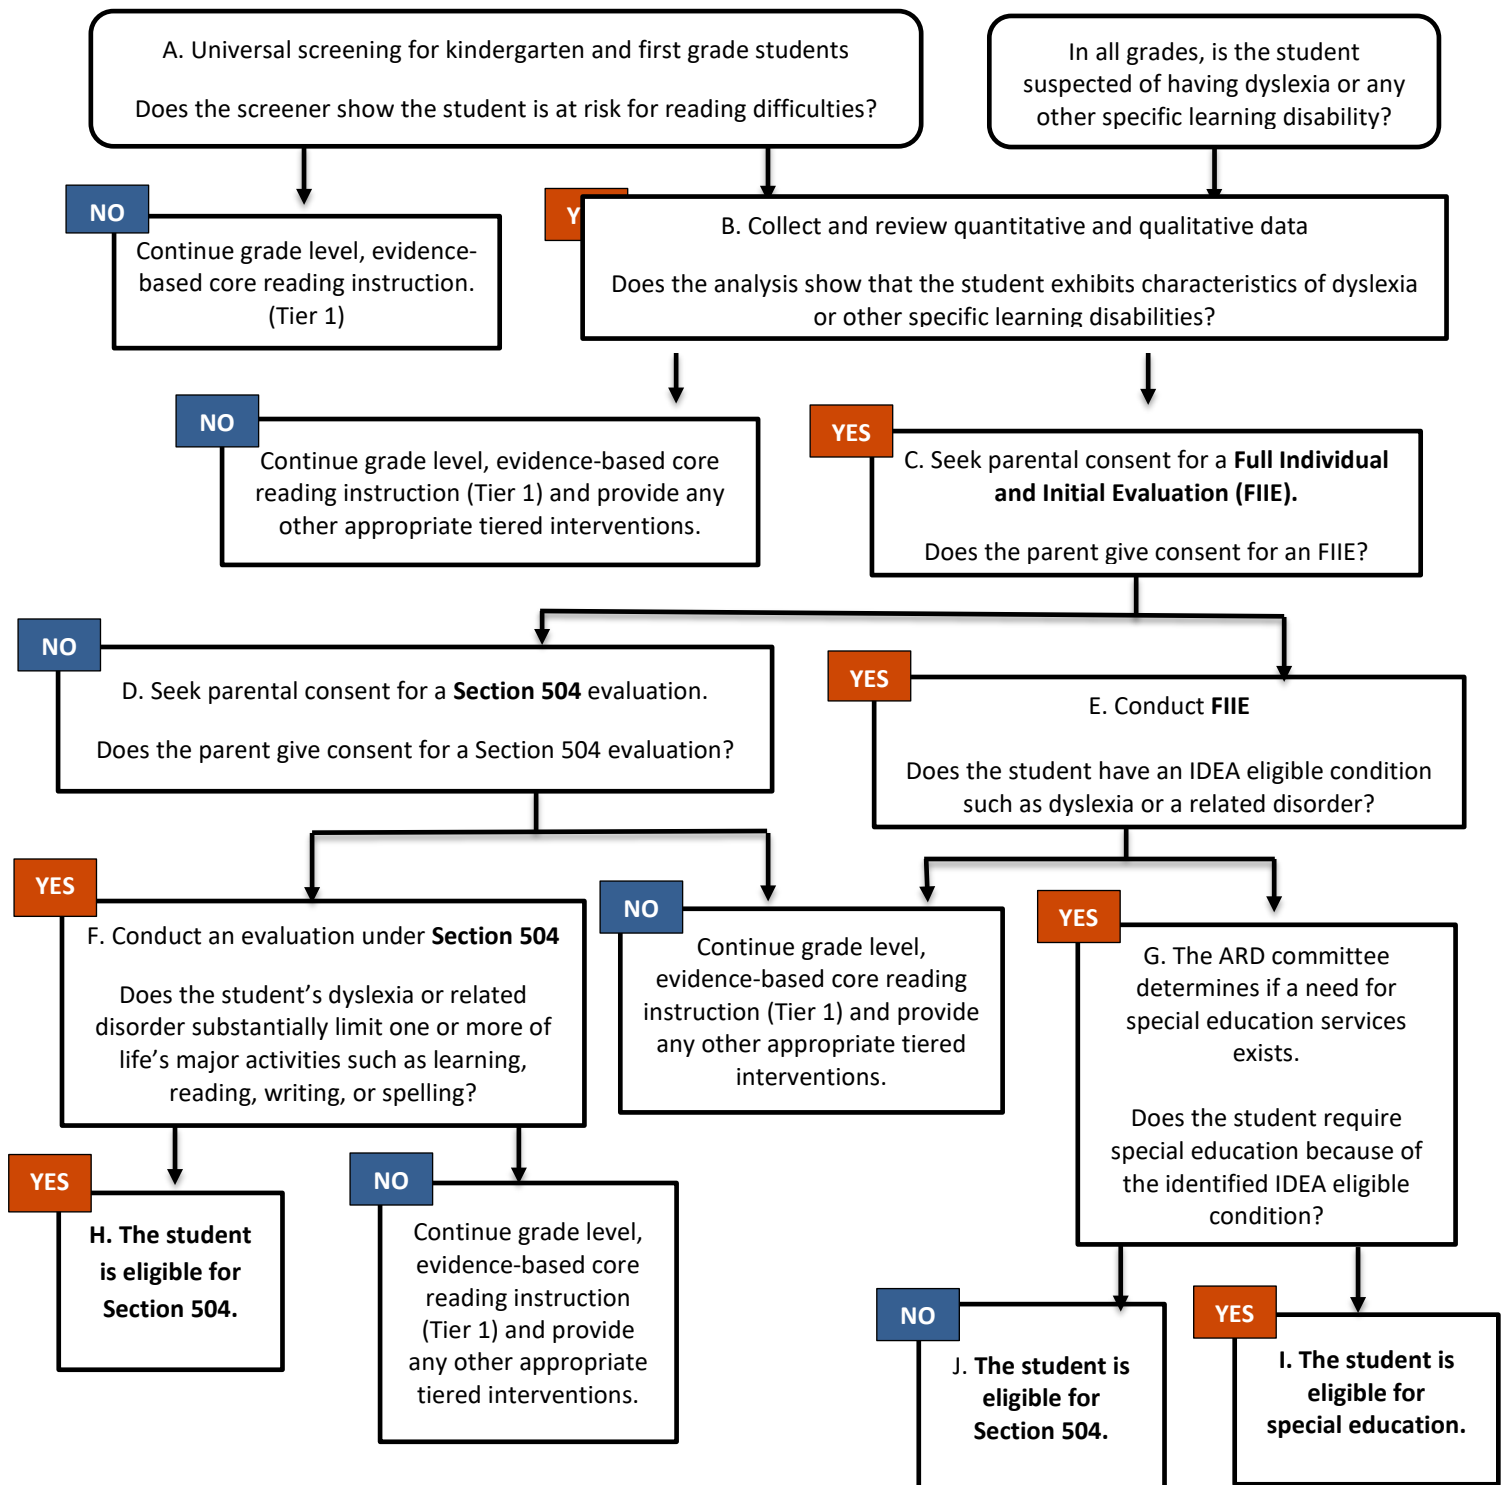 A. Universal screening for kindergarten and first grade students
Does the screener show the student is at risk for reading difficulties?
In all grades, is the student
suspected of having dyslexia or any
other specific learning disability?
NO
Continue grade level, evidence-
based core reading instruction.
(Tier 1)
Y
B. Collect and review quantitative and qualitative data
Does the analysis show that the student exhibits characteristics of dyslexia
or other specific learning disabilities?
NO
Continue grade level, evidence-based core
reading instruction (Tier 1) and provide any
other appropriate tiered interventions.
YES
C. Seek parental consent for a Full Individual
and Initial Evaluation (FIIE).
Does the parent give consent for an FIIE?
NO
D. Seek parental consent for a Section 504 evaluation.
Does the parent give consent for a Section 504 evaluation?
YES
E. Conduct FIIE
Does the student have an IDEA eligible condition
such as dyslexia or a related disorder?
YES
F. Conduct an evaluation under Section 504
Does the student’s dyslexia or related
disorder substantially limit one or more of
life’s major activities such as learning,
reading, writing, or spelling?
NO
Continue grade level,
evidence-based core reading
instruction (Tier 1) and provide
any other appropriate tiered
interventions.
YES
G. The ARD committee
determines if a need for
special education services
exists.
Does the student require
special education because of
the identified IDEA eligible
condition?
YES
H. The student
is eligible for
Section 504.
NO
Continue grade level,
evidence-based core
reading instruction
(Tier 1) and provide
any other appropriate
tiered interventions.
NO
J. The student is
eligible for
Section 504.
YES
I. The student is
eligible for
special education.